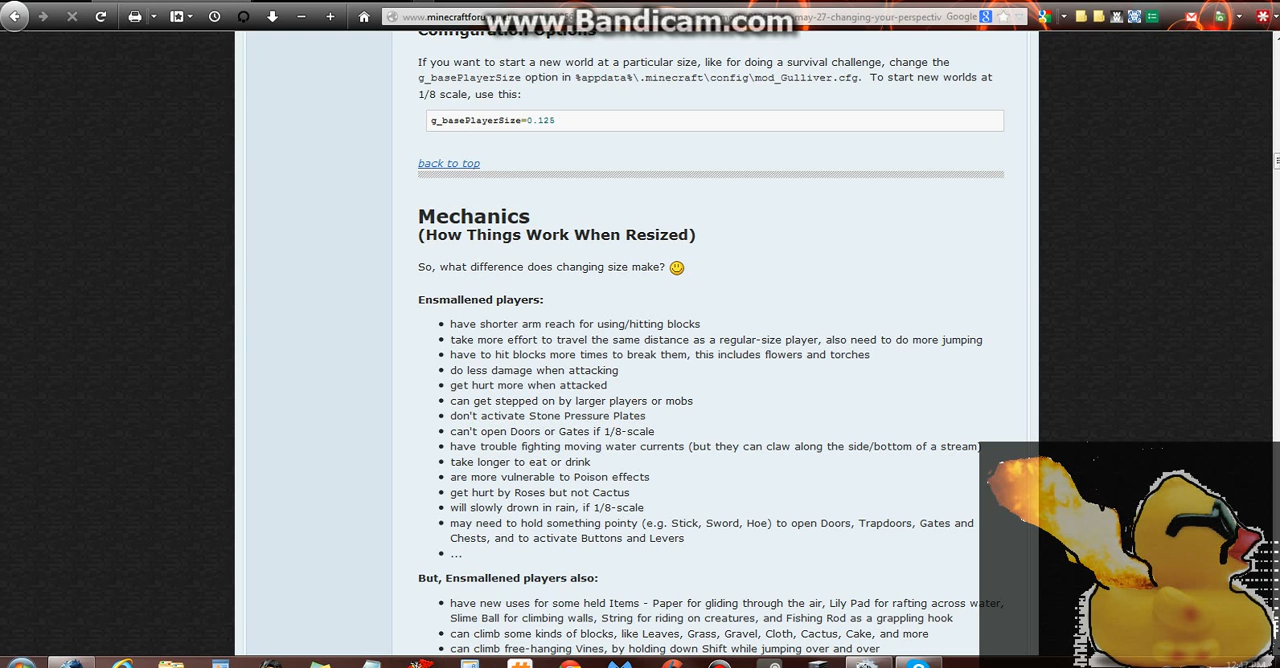 www.minecraftforu
may-27-changing-your-perspectiv
Google
www.Bandicam.com
Configuration Options
If you want to start a new world at a particular size, like for doing a survival challenge, change the
g_basePlayerSize option in %appdata%\.minecraft\config\mod_Gulliver.cfg. To start new worlds at
1/8 scale, use this:
g_basePlayerSize=0.125
back to top
Mechanics
(How Things Work When Resized)
So, what difference does changing size make?
Ensmallened players:
have shorter arm reach for using/hitting blocks
take more effort to travel the same distance as a regular-size player, also need to do more jumping
have to hit blocks more times to break them, this includes flowers and torches
do less damage when attacking
get hurt more when attacked
can get stepped on by larger players or mobs
don't activate Stone Pressure Plates
can't open Doors or Gates if 1/8-scale
have trouble fighting moving water currents (but they can claw along the side/bottom of a stream)
take longer to eat or drink
are more vulnerable to Poison effects
get hurt by Roses but not Cactus
will slowly drown in rain, if 1/8-scale
may need to hold something pointy (e.g. Stick, Sword, Hoe) to open Doors, Trapdoors, Gates and
Chests, and to activate Buttons and Levers
...
But, Ensmallened players also:
have new uses for some held Items - Paper for gliding through the air, Lily Pad for rafting across water,
Slime Ball for climbing walls, String for riding on creatures, and Fishing Rod as a grappling hook
can climb some kinds of blocks, like Leaves, Grass, Gravel, Cloth, Cactus, Cake, and more
can climb free-hanging Vines, by holding down Shift while jumping over and over